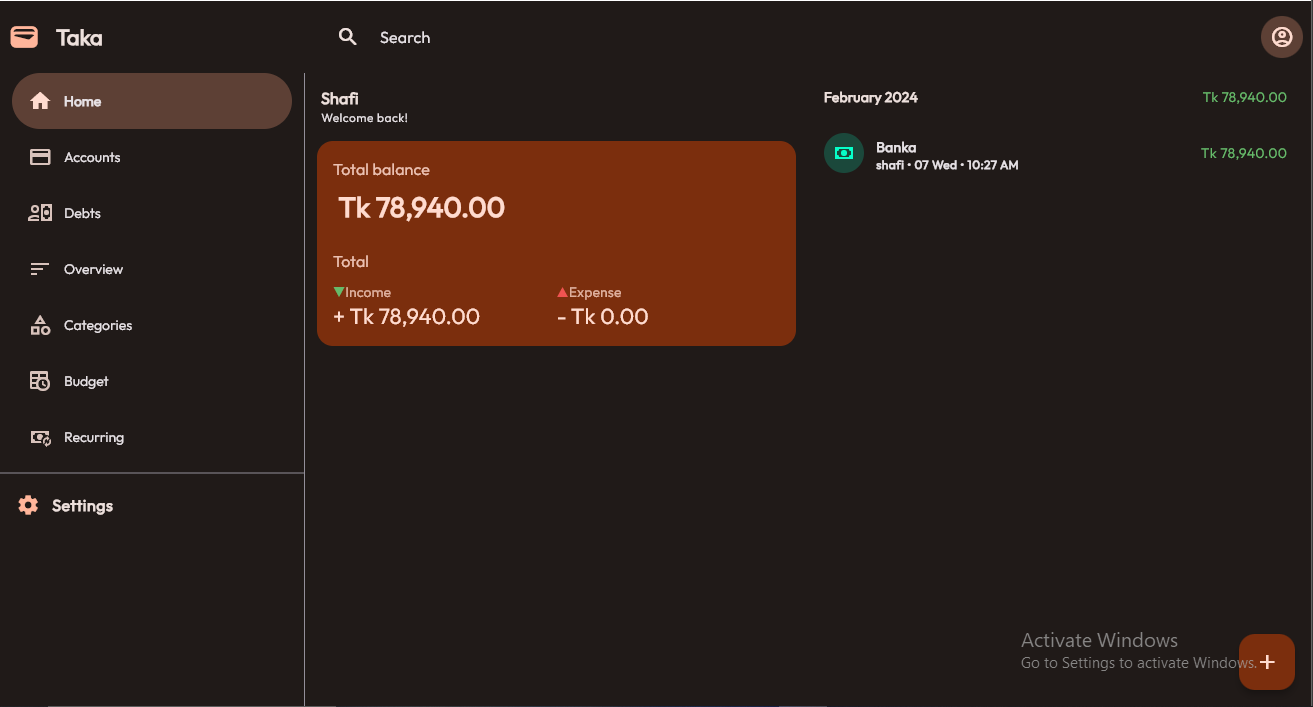 Taka
Search
Home
Accounts
Debts
Overview
Categories
Budget
Recurring
Settings
Shafi
Welcome back!
Total balance
Tk 78,940.00
Total
Income
+ Tk 78,940.00
Expense
- Tk 0.00
February 2024
Tk 78,940.00
Banka
shafi • 07 Wed • 10:27 AM
Tk 78,940.00
Activate Windows
Go to Settings to activate Windows.
+